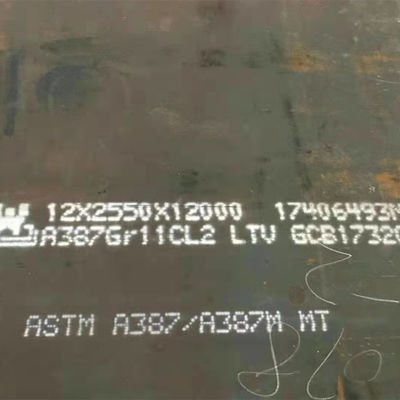 12X2550X12000 17406493
A387Gr11CL2 LTV GCB1732
ASTM A387/A387M MT